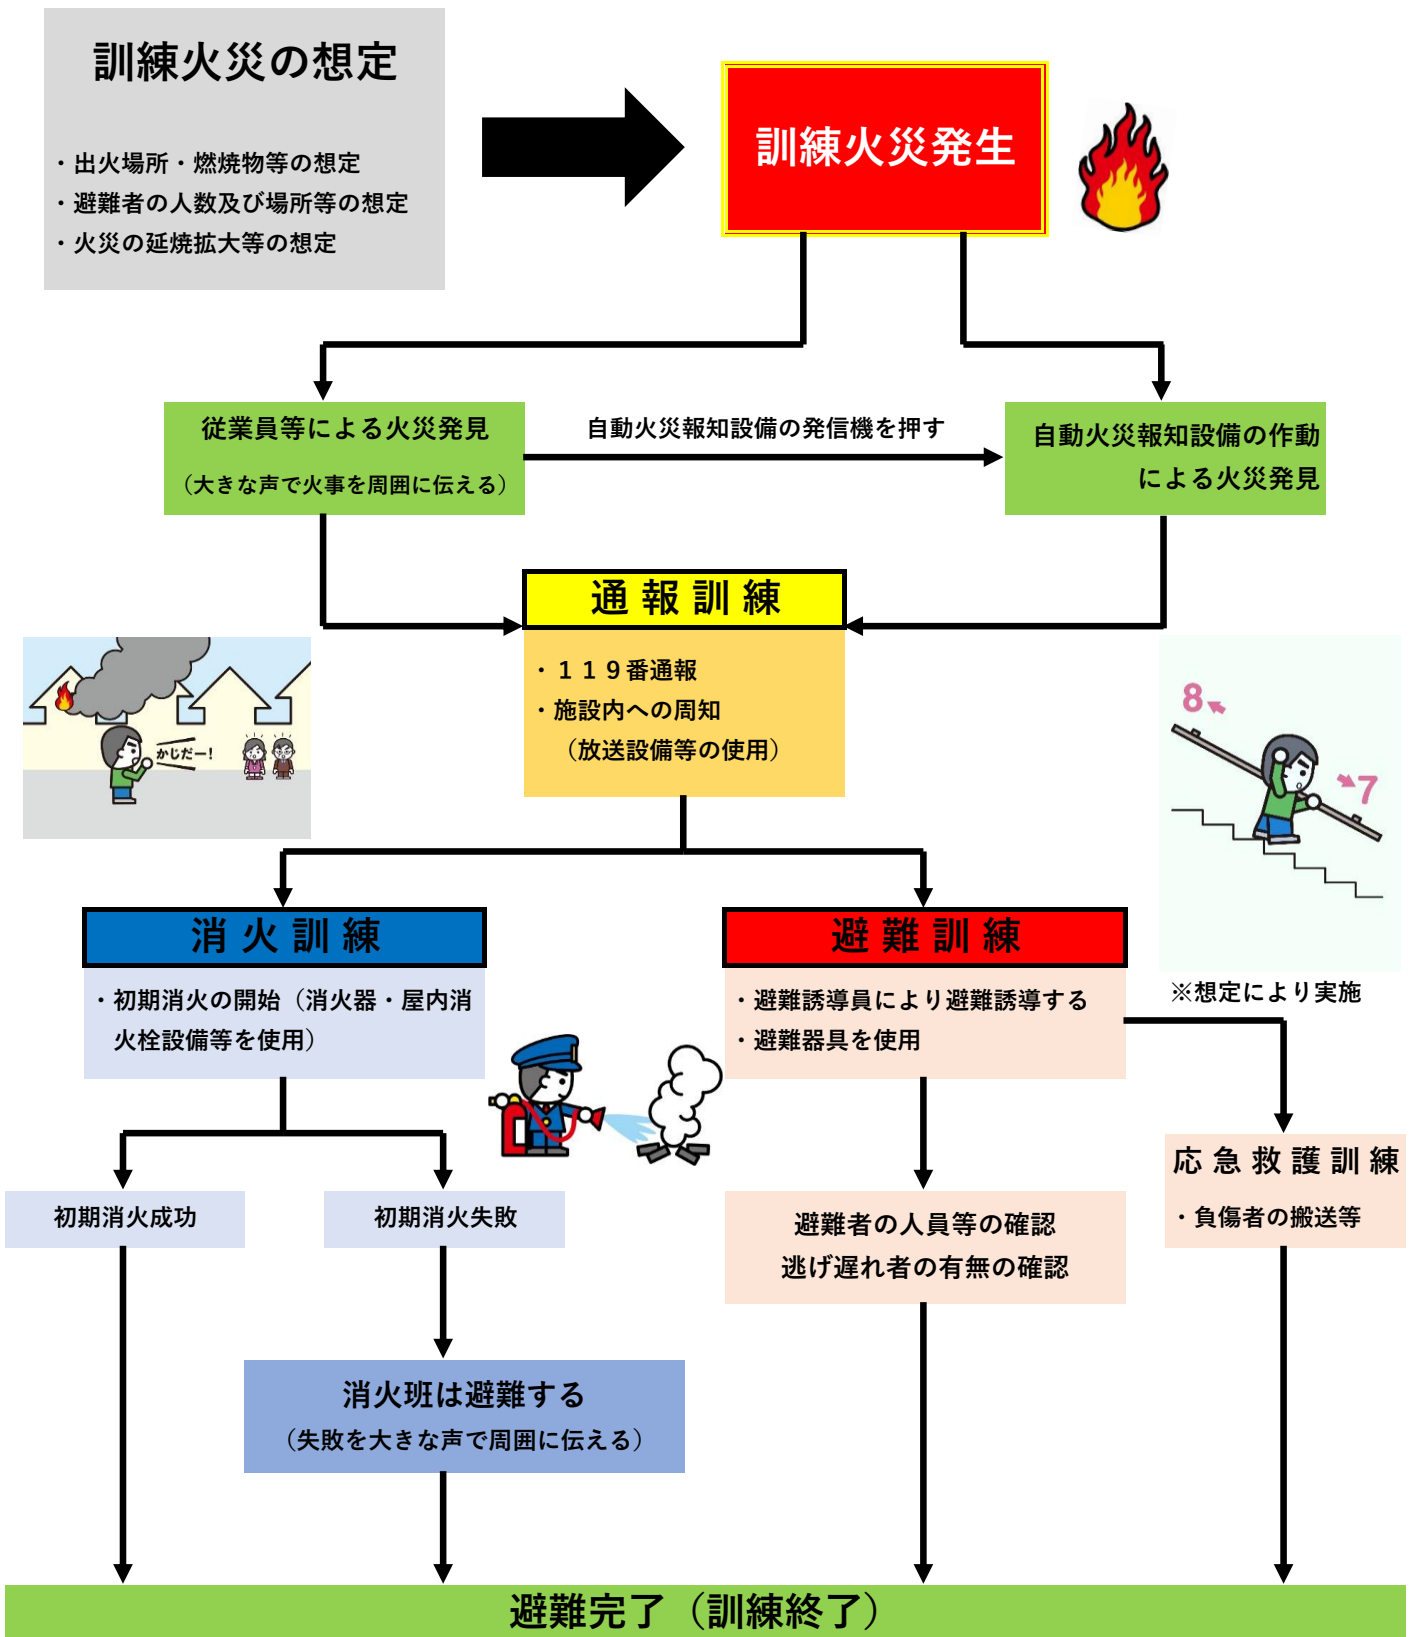 訓練火災の想定
・出火場所・燃焼物等の想定
・避難者の人数及び場所等の想定
・火災の延焼拡大等の想定
訓練火災発生
従業員等による火災発見
（大きな声で火事を周囲に伝える）
自動火災報知設備の発信機を押す
自動火災報知設備の作動
による火災発見
通報訓練
・１１９番通報
・施設内への周知
（放送設備等の使用）
かじだー!
8
7
消火訓練
・初期消火の開始（消火器・屋内消
火栓設備等を使用）
避難訓練
・避難誘導員により避難誘導する
・避難器具を使用
※想定により実施
初期消火成功
初期消火失敗
避難者の人員等の確認
逃げ遅れ者の有無の確認
応急救護訓練
・負傷者の搬送等
消火班は避難する
（失敗を大きな声で周囲に伝える）
避難完了（訓練終了）